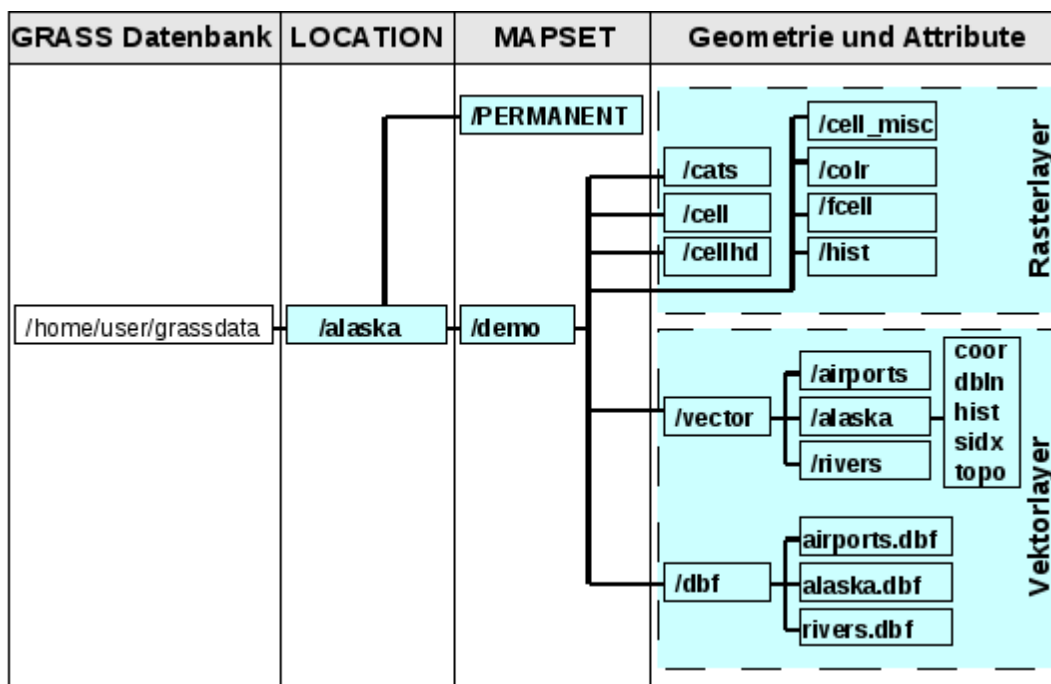 GRASS Datenbank
LOCATION
MAPSET
Geometrie und Attribute
/home/user/grassdata
/alaska
/PERMANENT
/demo
/cats
/cell
/cellhd
/cell_misc
/colr
/fcell
/hist
Rasterlayer
/vector
/airports
/alaska
/rivers
coor
dbln
hist
sidx
topo
/dbf
airports.dbf
alaska.dbf
rivers.dbf
Vektorlayer